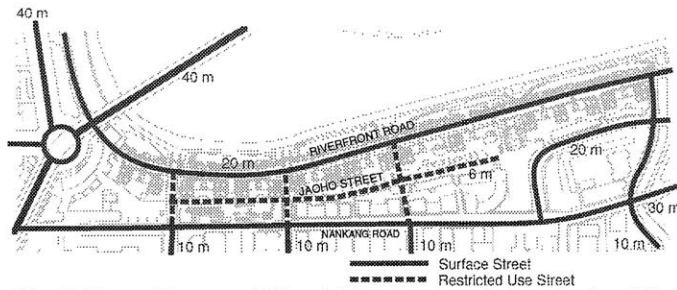 40 m
40 m
RIVERFRONT ROAD
20 m
20 m
JAOHO STREET
6 m
30 m
NANKANG ROAD
10 m
10 m
10 m
10 m
Surface Street
Restricted Use Street